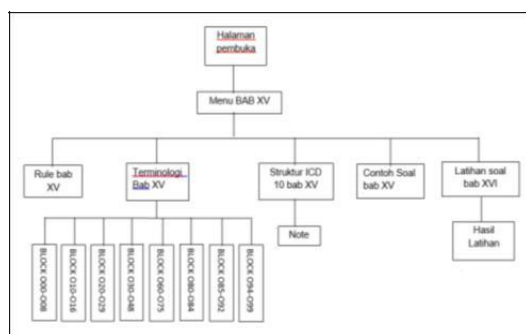 Halaman
pembuka
Menu BAB XV
Rule bab
XV
Terminologi
Bab XV
Struktur ICD
10 bab XV
Contoh Soal
bab XV
Latihan soal
bab XVI
Note
Hasil
Latihan
BLOCK O00-O08
BLOCK O10-O16
BLOCK O20-O29
BLOCK O30-O48
BLOCK O60-O75
BLOCK O80-O84
BLOCK O85-O92
BLOCK O94-O99